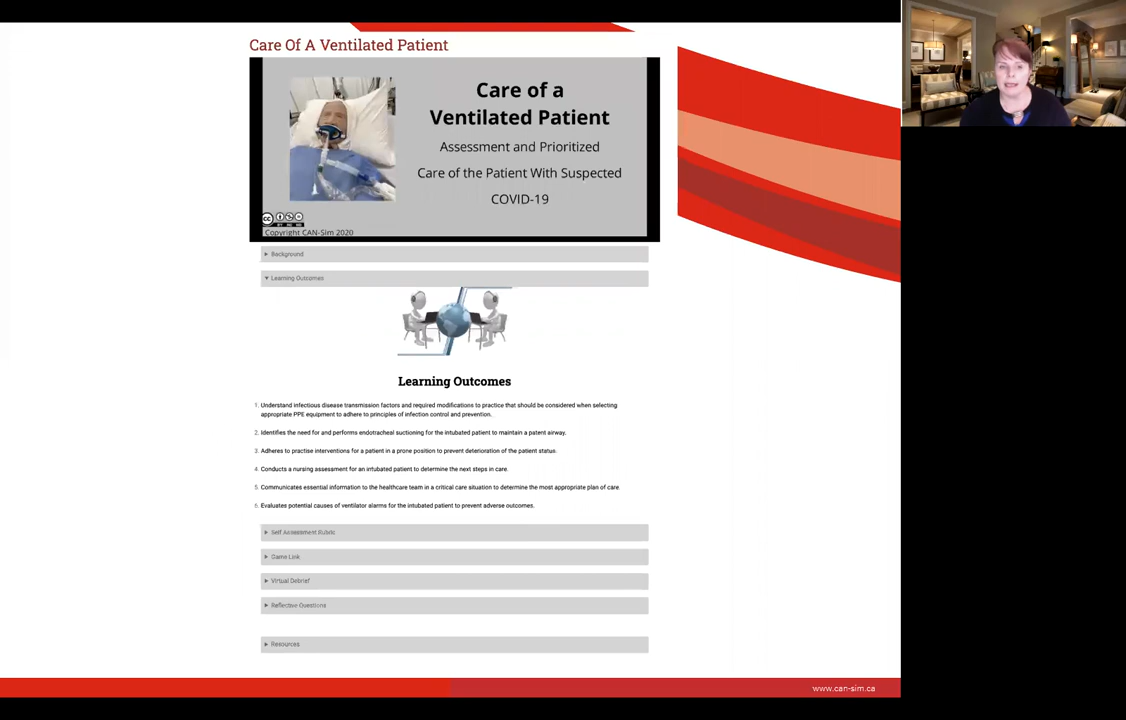 Care Of A Ventilated Patient
Care of a
Ventilated Patient
Assessment and Prioritized
Care of the Patient With Suspected
COVID-19
Copyright CAN-Sim 2020
Background
Learning Outcomes
Learning Outcomes
1. Understand infectious disease transmission factors and required modifications to practice that should be considered when selecting
appropriate PPE equipment to adhere to principles of infection control and prevention.
2. Identifies the need for and performs endotracheal suctioning for the intubated patient to maintain a patent airway.
3. Adheres to practise interventions for a patient in a prone position to prevent deterioration of the patient status.
4. Conducts a nursing assessment for an intubated patient to determine the next steps in care.
5. Communicates essential information to the healthcare team in a critical care situation to determine the most appropriate plan of care.
6. Evaluates potential causes of ventilator alarms for the intubated patient to prevent adverse outcomes.
Self Assessment Rubric
Game Link
Virtual Debrief
Reflective Questions
Resources
www.can-sim.ca